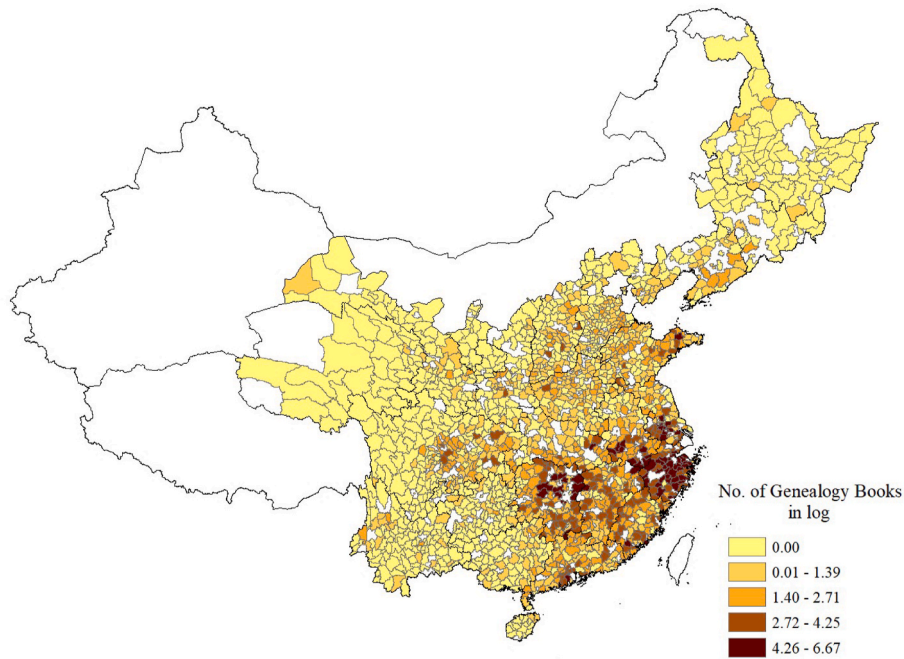 No. of Genealogy Books
in log
0.00
0.01 - 1.39
1.40 - 2.71
2.72 - 4.25
4.26 - 6.67